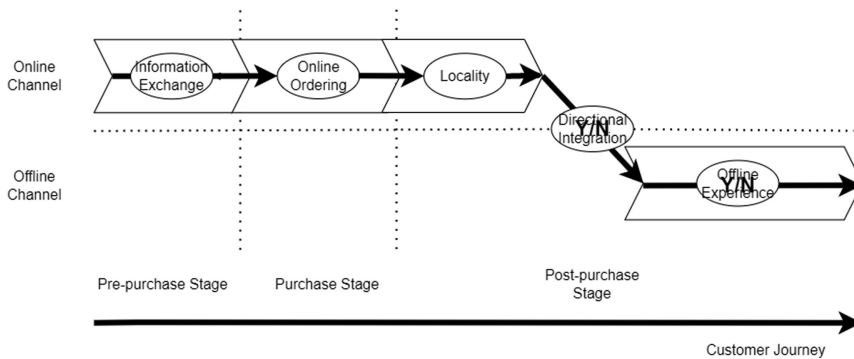 Online
Channel
Information
Exchange
Online
Ordering
Locality
Directional
Y/N
Integration
Offline
Channel
Offline
Y/N
Experience
Pre-purchase Stage
Purchase Stage
Post-purchase
Stage
Customer Journey